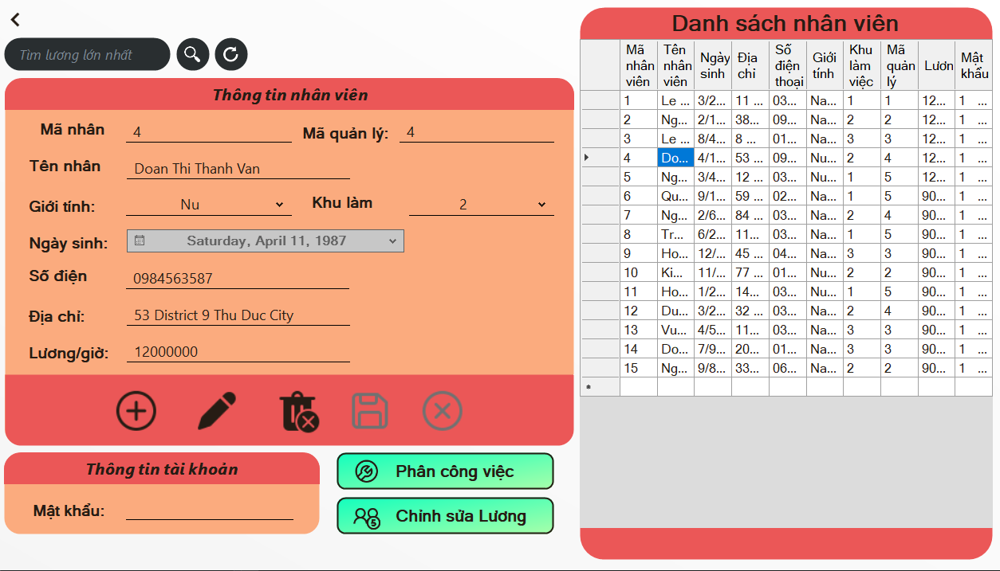 Tìm lương lớn nhất
Thông tin nhân viên
Mã nhân
4
Mã quản lý:
4
Tên nhân
Doan Thi Thanh Van
Giới tính:
Nu
Khu làm
2
Ngày sinh:
Saturday, April 11, 1987
Số điện
0984563587
Địa chỉ:
53 District 9 Thu Duc City
Lương/giờ:
12000000
Thông tin tài khoản
Mật khẩu:
Phân công việc
Chỉnh sửa Lương
Danh sách nhân viên
Mã nhân viên Tên nhân viên Ngày sinh Địa chỉ Số điện thoại Giới tính Khu làm việc Mã quản lý Lươn Mật khẩu
1 Le ... 3/2... 11 ... 03... Na... 1 1 12... 1 ...
2 Ng... 2/1... 38... 09... Na... 2 2 12... 1 ...
3 Le ... 8/4... 8 ... 01... Na... 3 3 12... 1 ...
4 Do... 4/1... 53 ... 09... Nu... 2 4 12... 1 ...
5 Ng... 3/4... 12 ... 03... Nu... 1 5 12... 1 ...
6 Qu... 9/1... 59 ... 02... Na... 1 5 90... 1 ...
7 Ng... 2/6... 84 ... 03... Na... 2 4 90... 1 ...
8 Tr... 6/2... 11... 03... Na... 1 5 90... 1 ...
9 Ho... 12/... 45 ... 04... Na... 3 3 90... 1 ...
10 Ki... 11/... 77 ... 01... Nu... 2 2 90... 1 ...
11 Ho... 1/2... 14... 03... Nu... 1 5 90... 1 ...
12 Du... 3/2... 32 ... 03... Na... 2 4 90... 1 ...
13 Vu... 4/5... 11... 03... Na... 3 3 90... 1 ...
14 Do... 7/9... 20... 01... Na... 3 3 90... 1 ...
15 Ng... 9/8... 33... 06... Na... 2 2 90... 1 ...